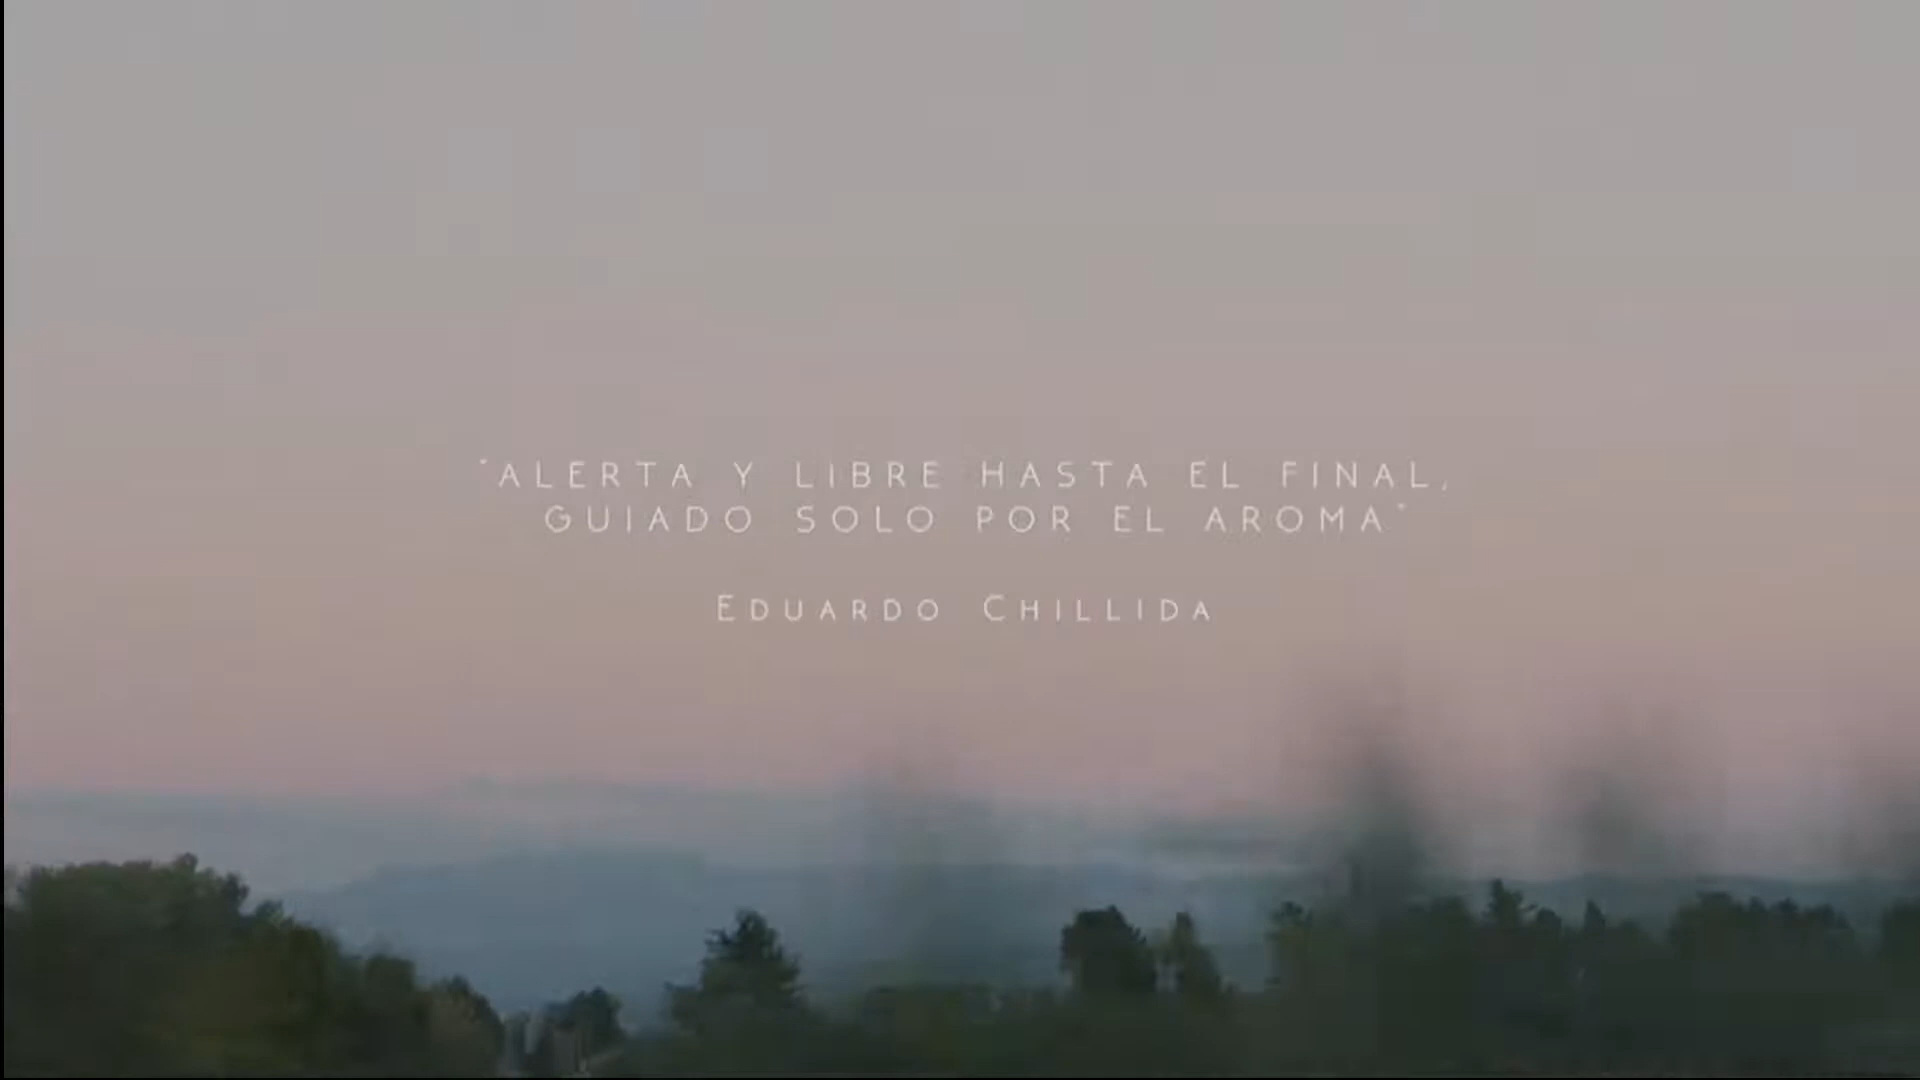 "ALERTA Y LIBRE HASTA EL FINAL,
GUIADO SOLO POR EL AROMA"
EDUARDO CHILLIDA